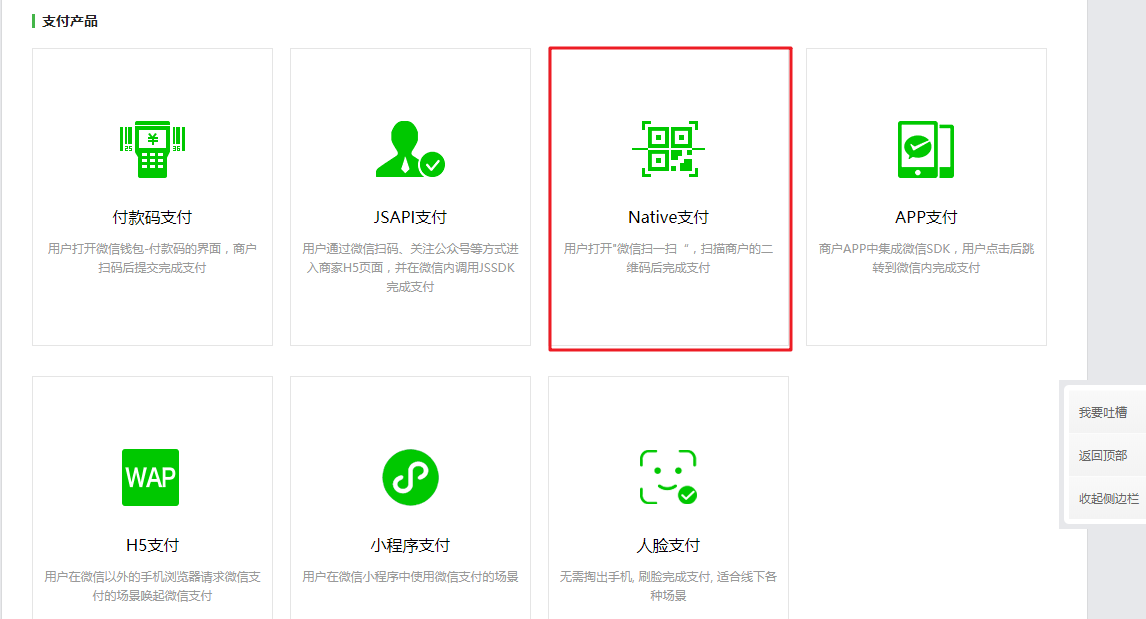 支付产品
付款码支付
用户打开微信钱包-付款码的界面，商户
扫码后提交完成支付
JSAPI支付
用户通过微信扫码、关注公众号等方式进
入商家H5页面，并在微信内调用JSSDK
完成支付
Native支付
用户打开"微信扫一扫 “，扫描商户的二
维码后完成支付
APP支付
商户APP中集成微信SDK，用户点击后跳
转到微信内完成支付
WAP
H5支付
用户在微信以外的手机浏览器请求微信支
付的场景唤起微信支付
小程序支付
用户在微信小程序中使用微信支付的场景
人脸支付
无需掏出手机, 刷脸完成支付, 适合线下各
种场景
我要吐槽
返回顶部
收起侧边栏